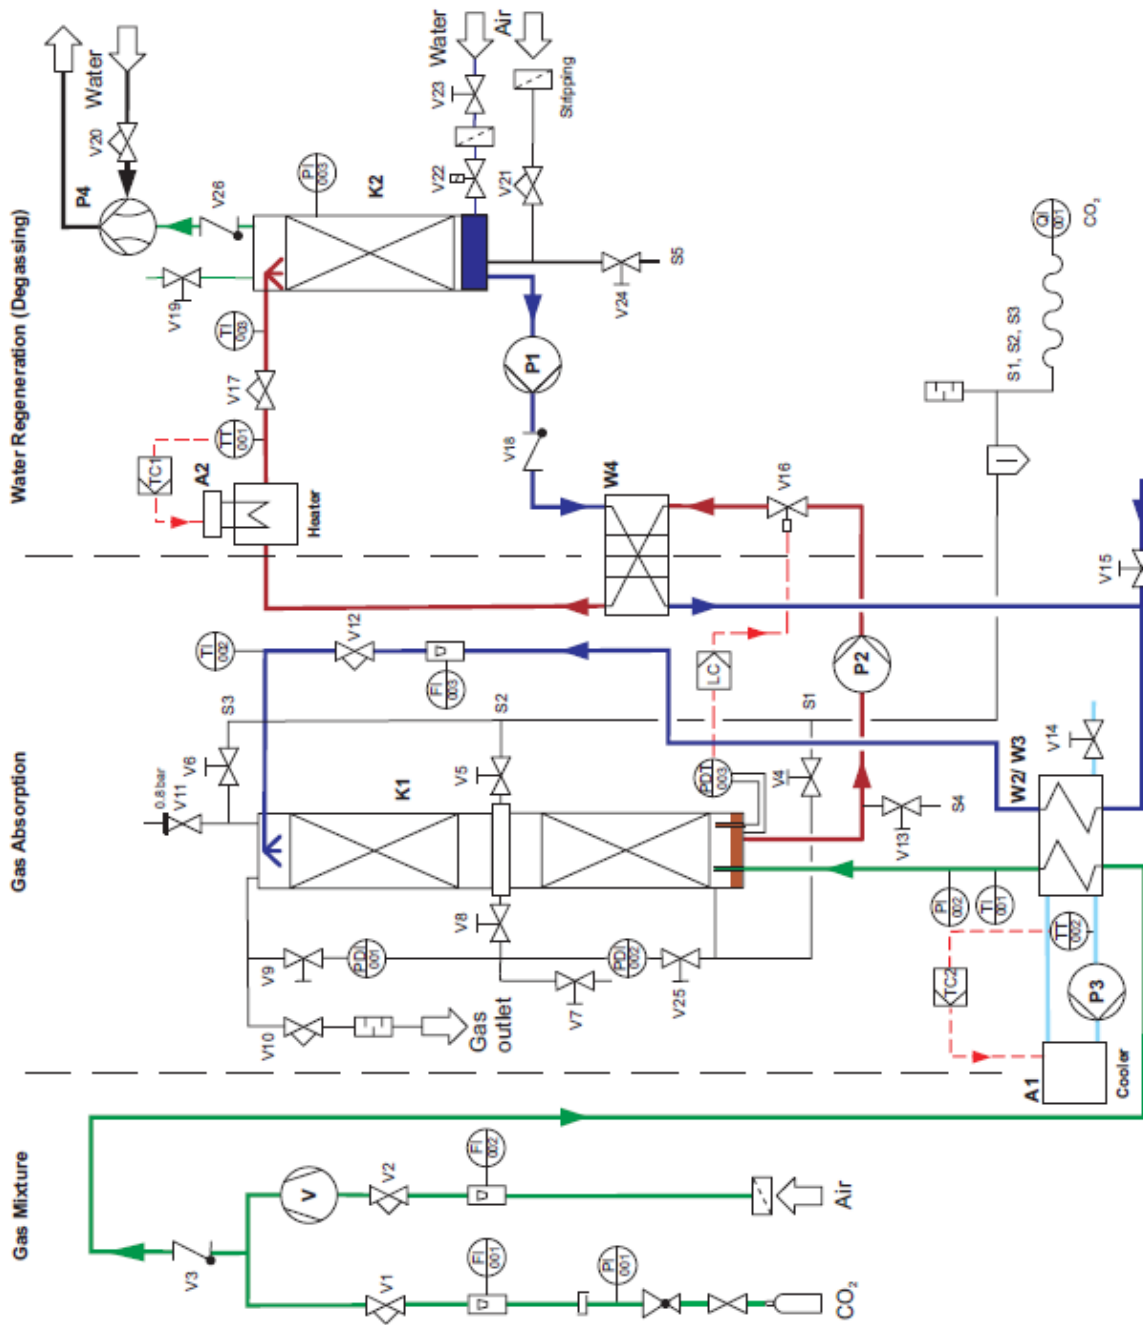 Gas Mixture
Gas Absorption
Water Regeneration (Degassing)
V3
V
V1
V2
FI
001
FI
002
PI
001
CO₂
Air
V10
V9
PDI
001
Gas
outlet
V8
V7
PDI
002
V25
0.8 bar
V11
V6
S3
K1
V5
S2
TI
002
V12
FI
003
PDT
003
LC
V4
S1
P2
V13
S4
PI
002
TI
001
W2/ W3
V14
TT
002
TC2
P3
A1
Cooler
V15
TC1
A2
TT
001
Heater
V17
TI
003
V19
V26
P4
V20
Water
PI
003
K2
V22
V23
Water
Air
V21
Stripping
V24
S5
P1
V18
W4
V16
S1, S2, S3
QI
001
CO₂